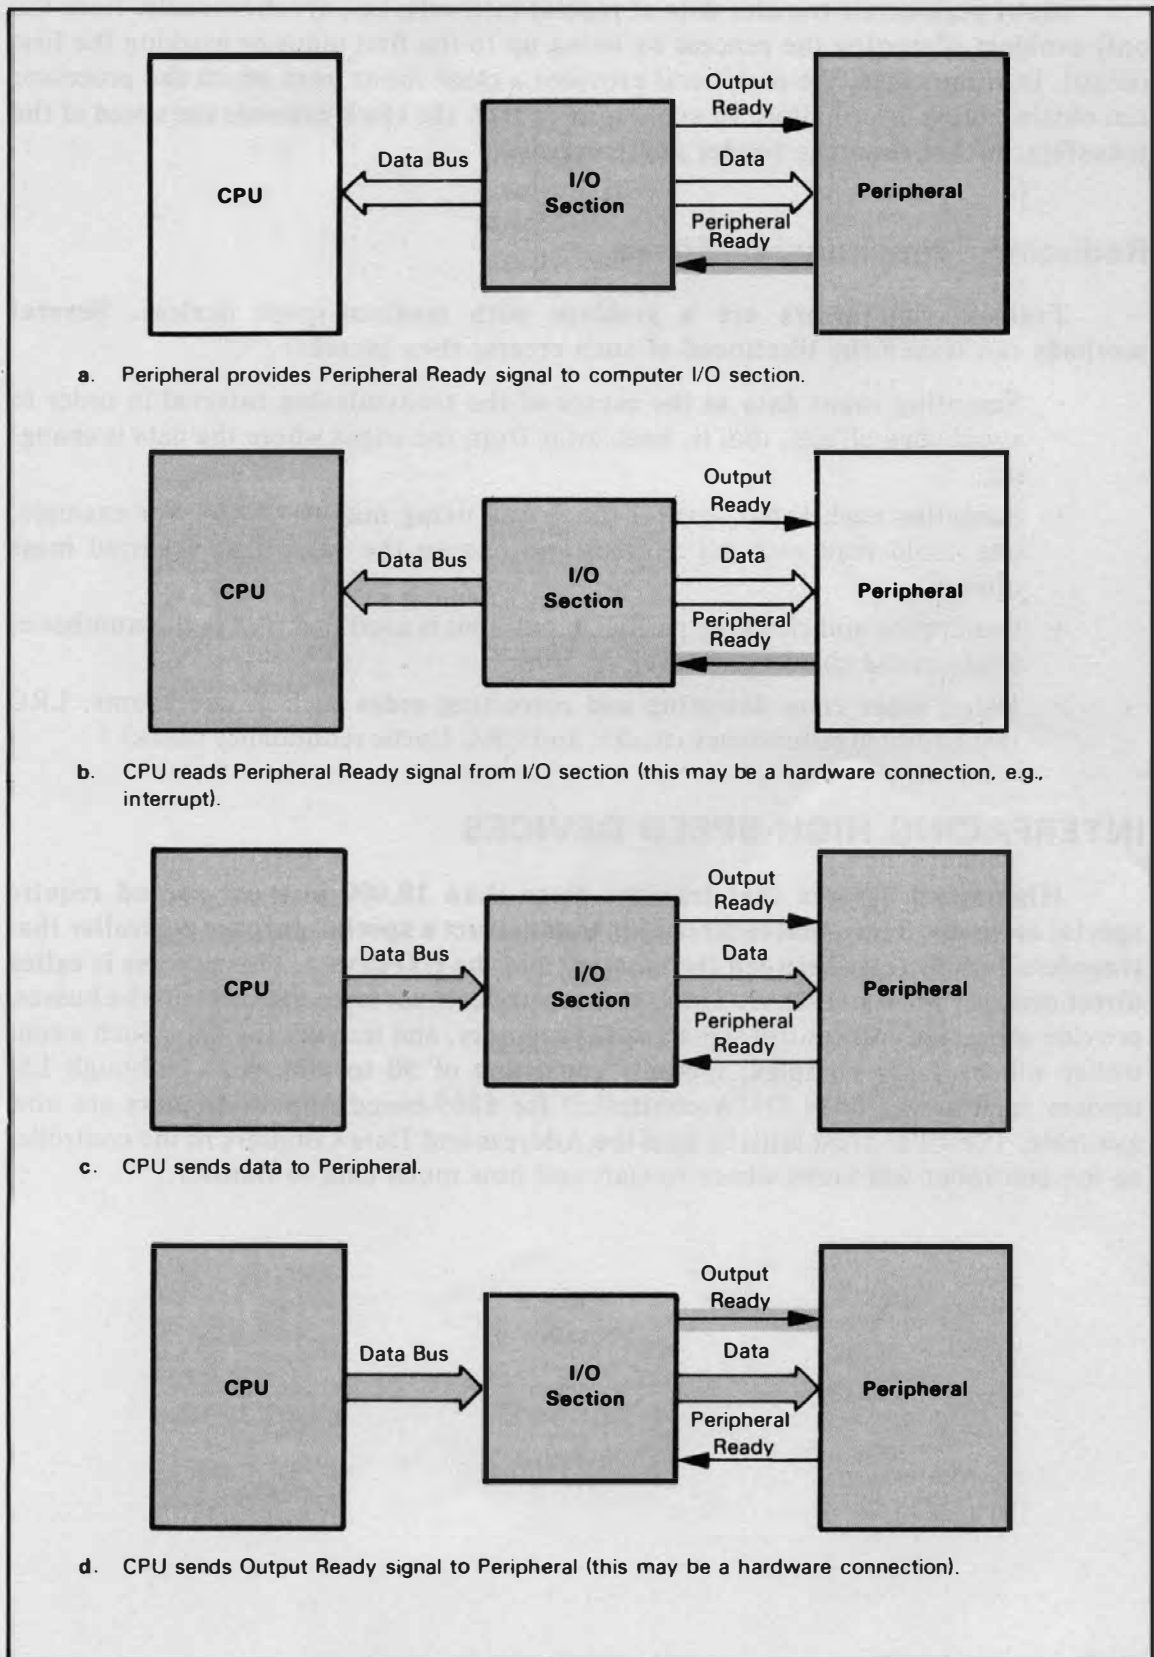 Output
Ready
Data Bus
Data
CPU
I/O
Section
Peripheral
Peripheral
Ready
a. Peripheral provides Peripheral Ready signal to computer I/O section.
Output
Ready
Data Bus
Data
CPU
I/O
Section
Peripheral
Peripheral
Ready
b. CPU reads Peripheral Ready signal from I/O section (this may be a hardware connection, e.g.,
interrupt).
Output
Ready
Data Bus
Data
CPU
I/O
Section
Peripheral
Peripheral
Ready
c. CPU sends data to Peripheral.
Output
Ready
Data Bus
Data
CPU
I/O
Section
Peripheral
Peripheral
Ready
d. CPU sends Output Ready signal to Peripheral (this may be a hardware connection).